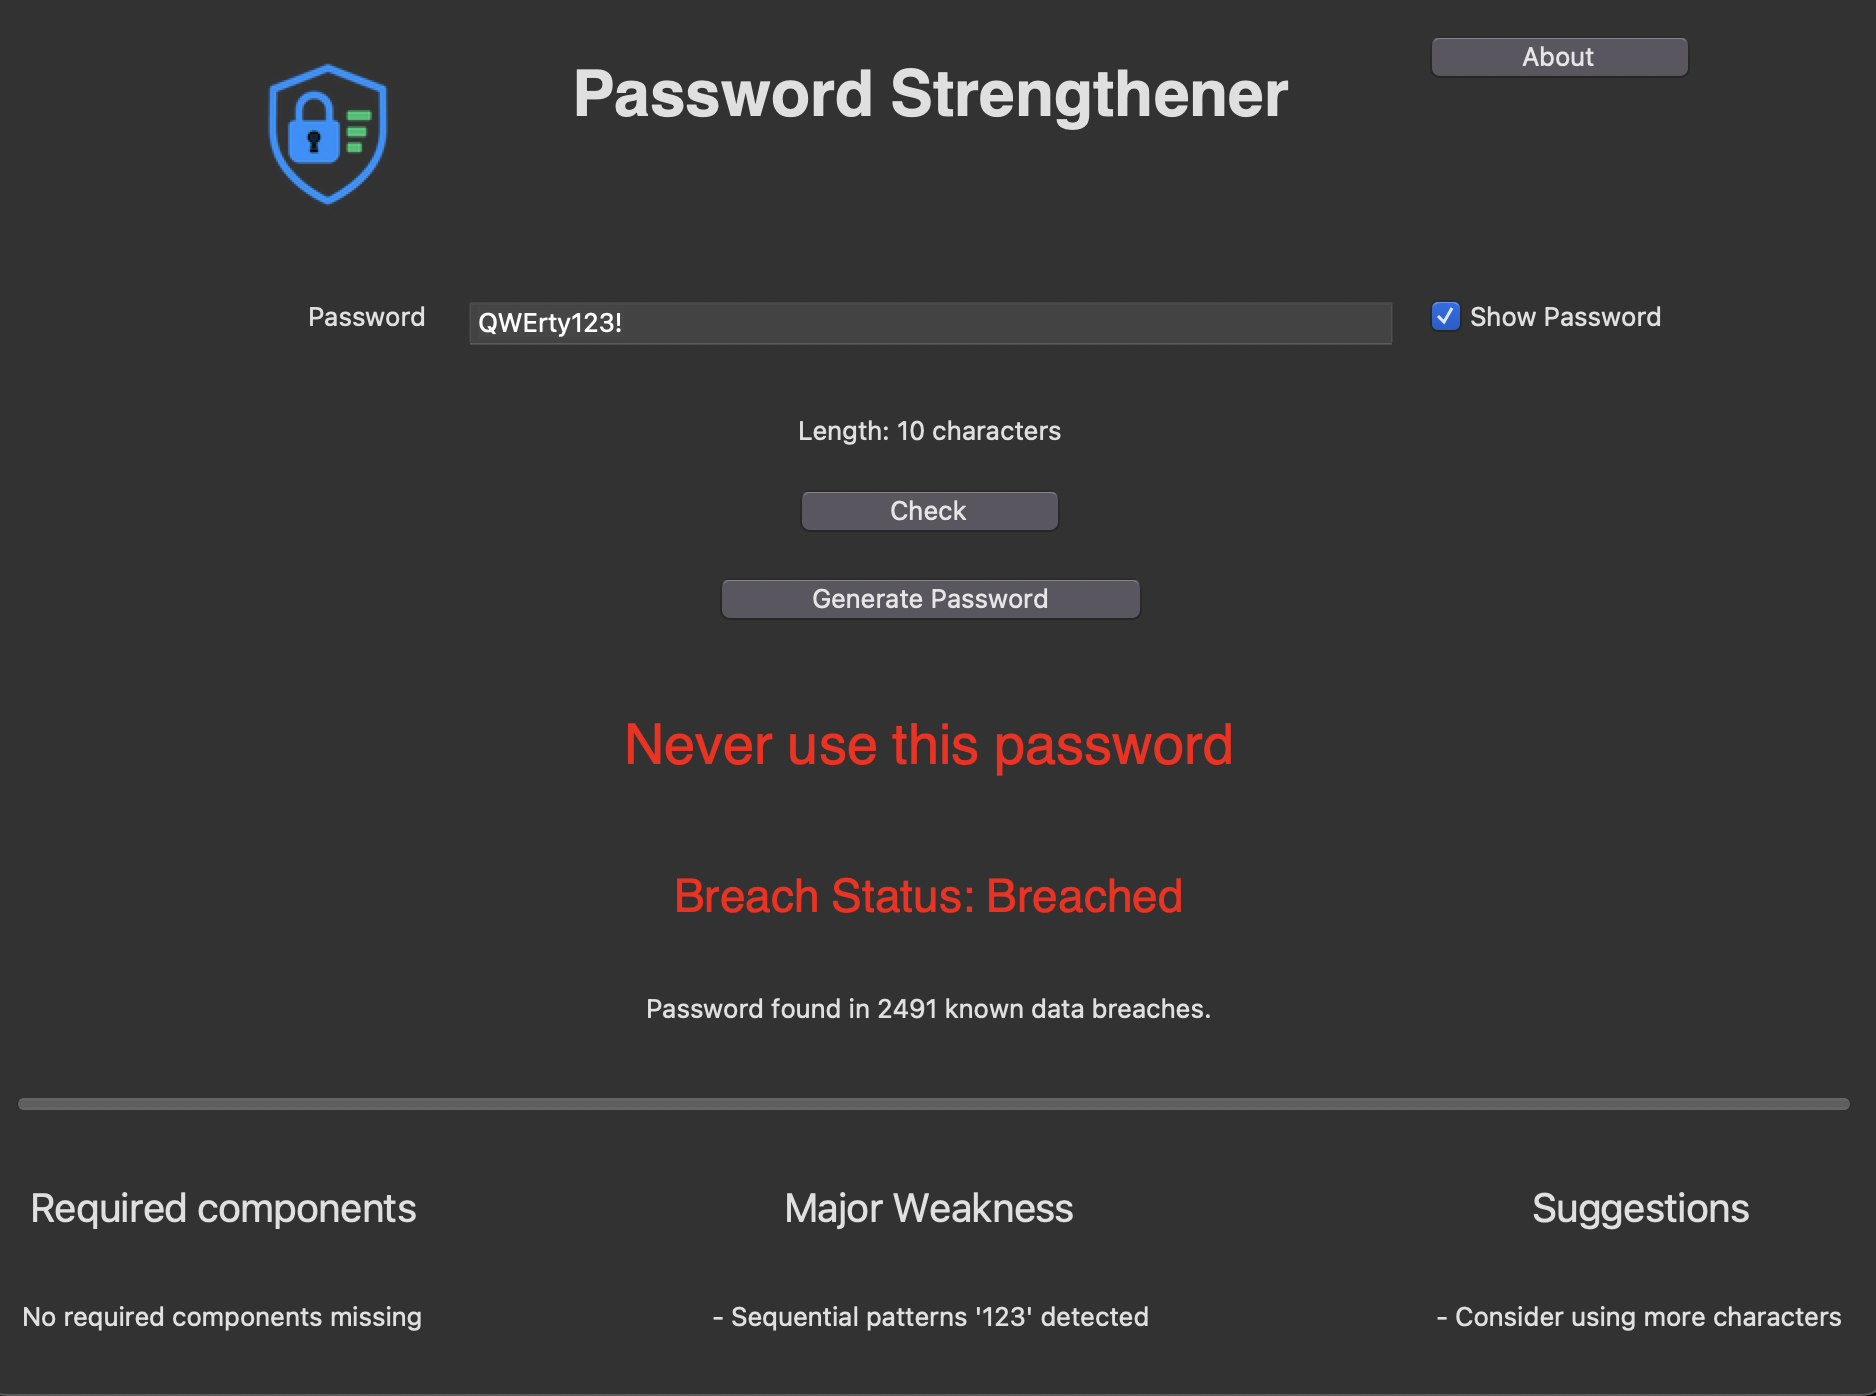 About
Password Strengthener
Password
QWErty123!
Show Password
Length: 10 characters
Check
Generate Password
Never use this password
Breach Status: Breached
Password found in 2491 known data breaches.
Required components
Major Weakness
Suggestions
No required components missing
- Sequential patterns '123' detected
- Consider using more characters